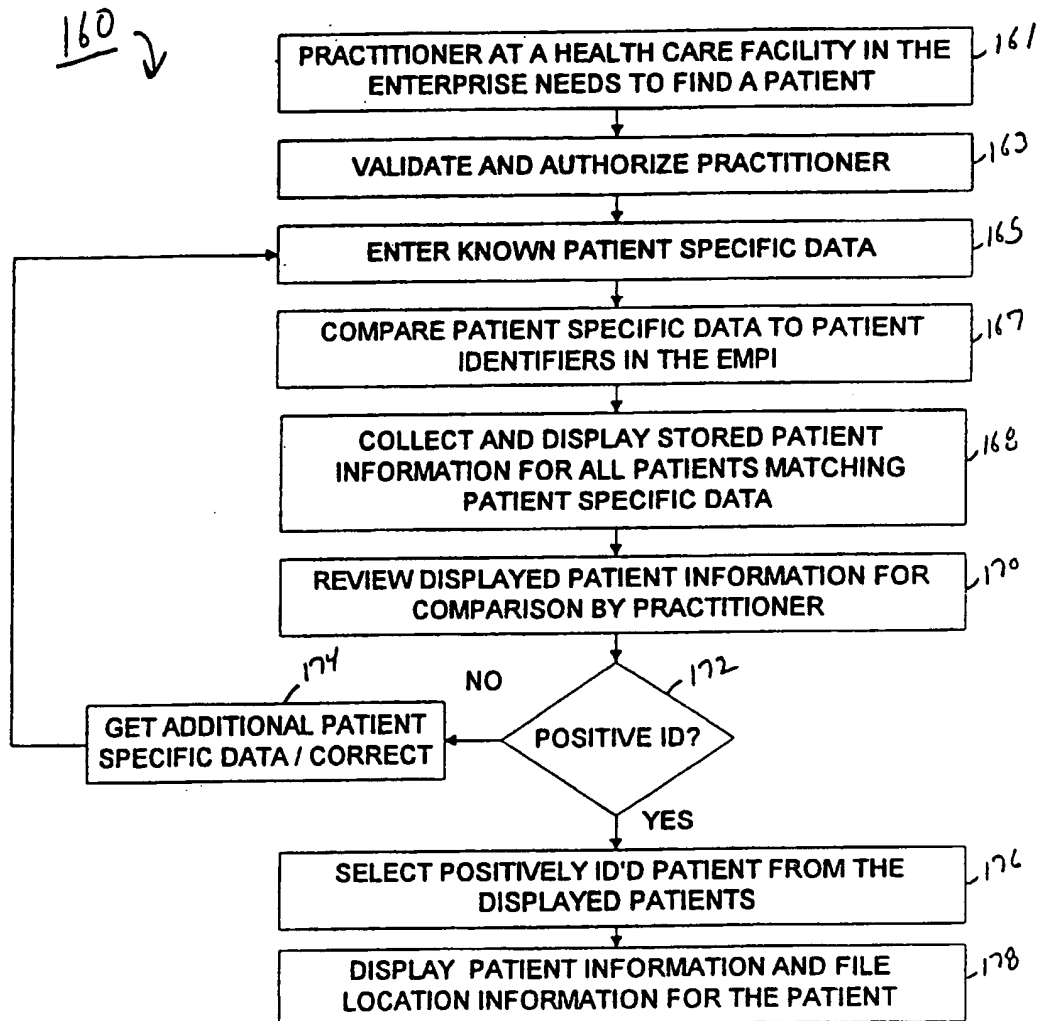 160
PRACTITIONER AT A HEALTH CARE FACILITY IN THE
ENTERPRISE NEEDS TO FIND A PATIENT
161
VALIDATE AND AUTHORIZE PRACTITIONER
163
ENTER KNOWN PATIENT SPECIFIC DATA
165
COMPARE PATIENT SPECIFIC DATA TO PATIENT
IDENTIFIERS IN THE EMPI
167
COLLECT AND DISPLAY STORED PATIENT
INFORMATION FOR ALL PATIENTS MATCHING
PATIENT SPECIFIC DATA
168
REVIEW DISPLAYED PATIENT INFORMATION FOR
COMPARISON BY PRACTITIONER
170
172
POSITIVE ID?
NO
174
GET ADDITIONAL PATIENT
SPECIFIC DATA / CORRECT
YES
SELECT POSITIVELY ID'D PATIENT FROM THE
DISPLAYED PATIENTS
176
DISPLAY PATIENT INFORMATION AND FILE
LOCATION INFORMATION FOR THE PATIENT
178